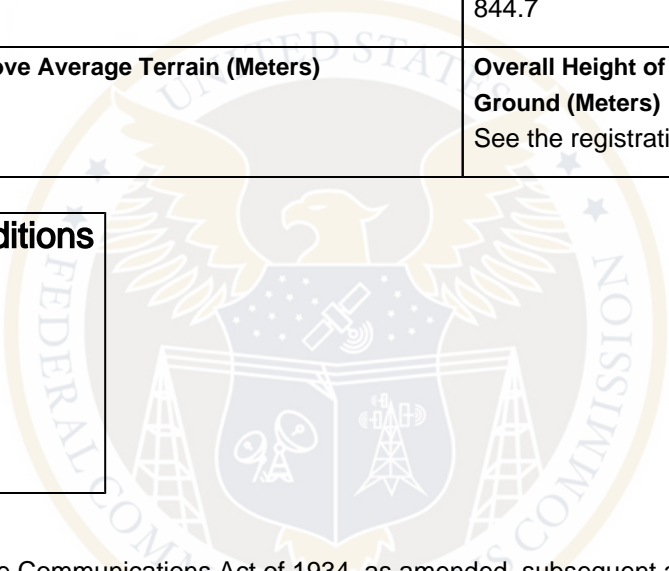 844.7
ove Average Terrain (Meters)
Overall Height of
Ground (Meters)
See the registrati
ditions
UNITED STATES
FEDERAL COMMUNICATIONS COMMISSION
e Communications Act of 1934, as amended, subsequent a